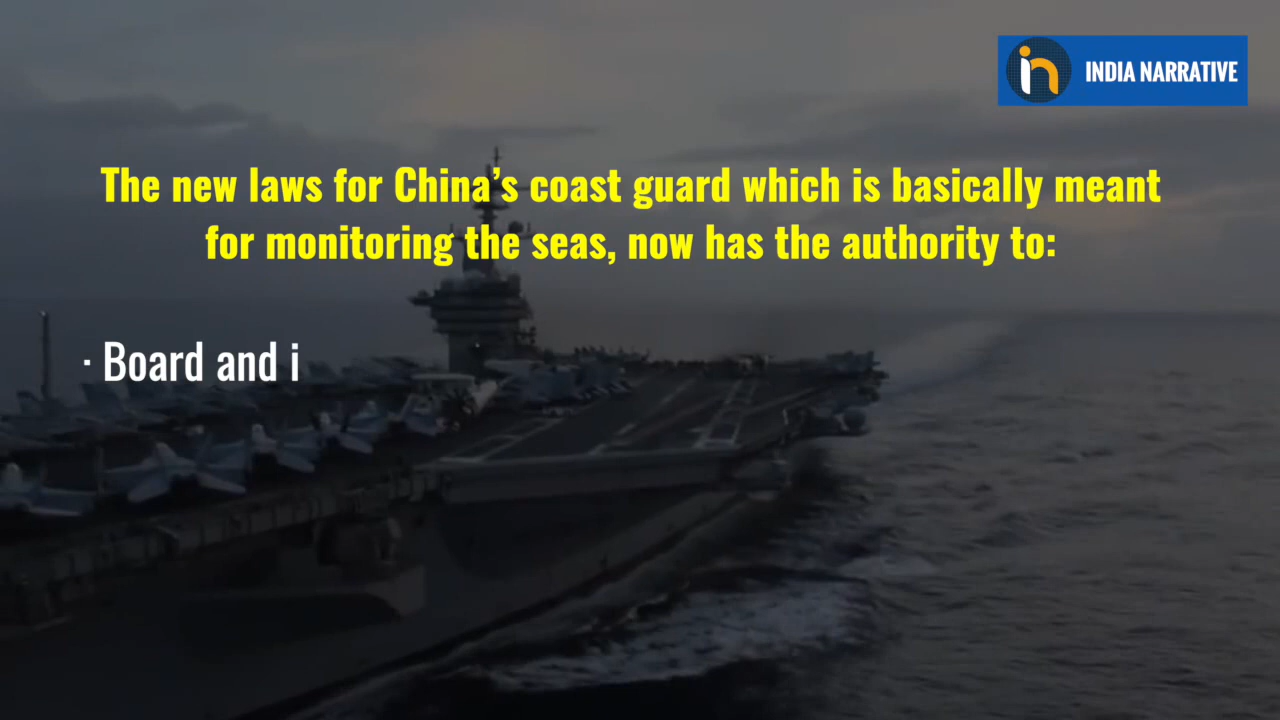 INDIA NARRATIVE
The new laws for China’s coast guard which is basically meant
for monitoring the seas, now has the authority to:
· Board and i